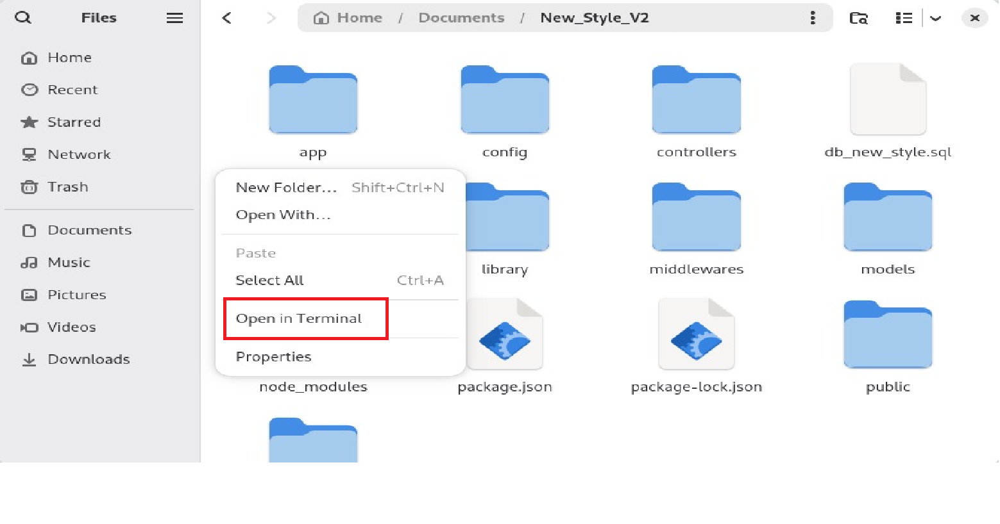 Files
Home
Recent
Starred
Network
Trash
Documents
Music
Pictures
Videos
Downloads
Home / Documents / New_Style_V2
app
config
controllers
db_new_style.sql
New Folder... Shift+Ctrl+N
Open With...
Paste
Select All Ctrl+A
Open in Terminal
Properties
library
middlewares
models
node_modules
package.json
package-lock.json
public